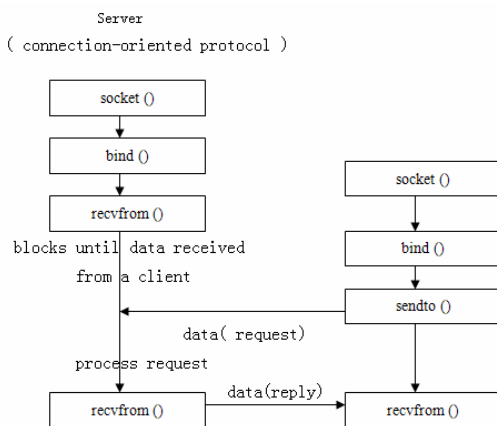 Server
( connection-oriented protocol )
socket ()
bind ()
recvfrom ()
blocks until data received
from a client
socket ()
bind ()
sendto ()
data( request)
process request
recvfrom ()
data(reply)
recvfrom ()